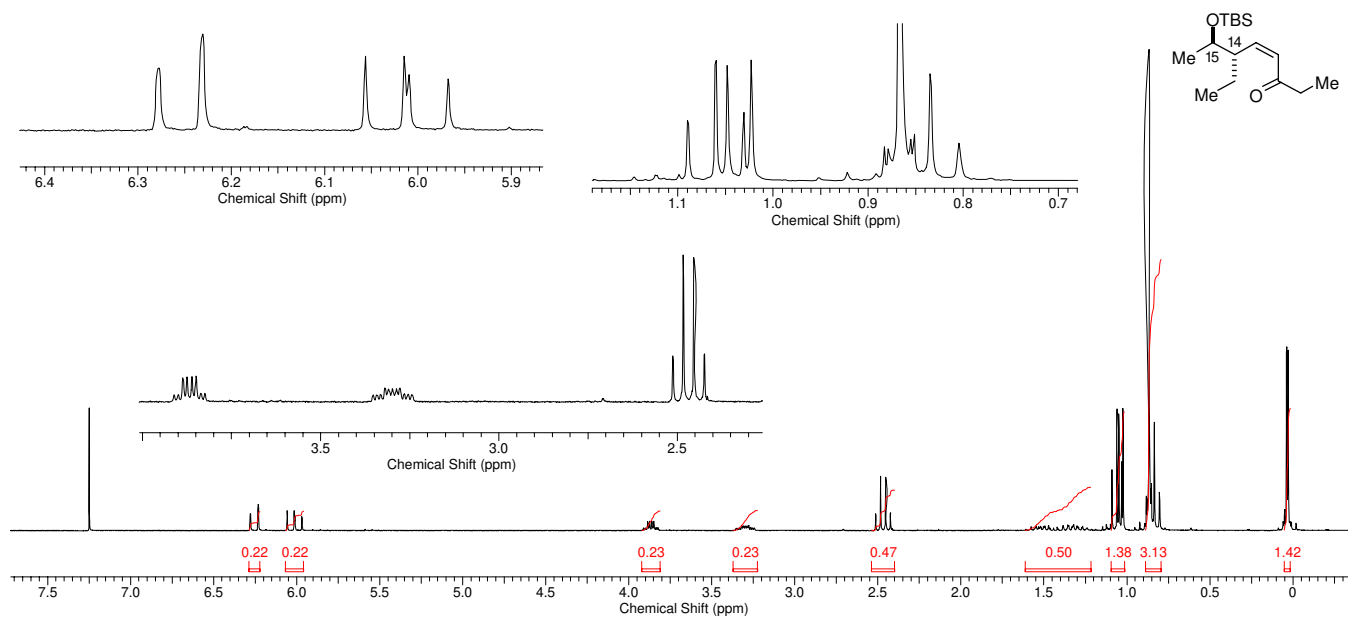 OTBS
14
Me
15
Me
O
Me
6.4 6.3 6.2 6.1 6.0 5.9
Chemical Shift (ppm)
1.1 1.0 0.9 0.8 0.7
Chemical Shift (ppm)
3.5 3.0 2.5
Chemical Shift (ppm)
0.22 0.22 0.23 0.23 0.47 0.50 1.38 3.13 1.42
7.5 7.0 6.5 6.0 5.5 5.0 4.5 4.0 3.5 3.0 2.5 2.0 1.5 1.0 0.5 0
Chemical Shift (ppm)